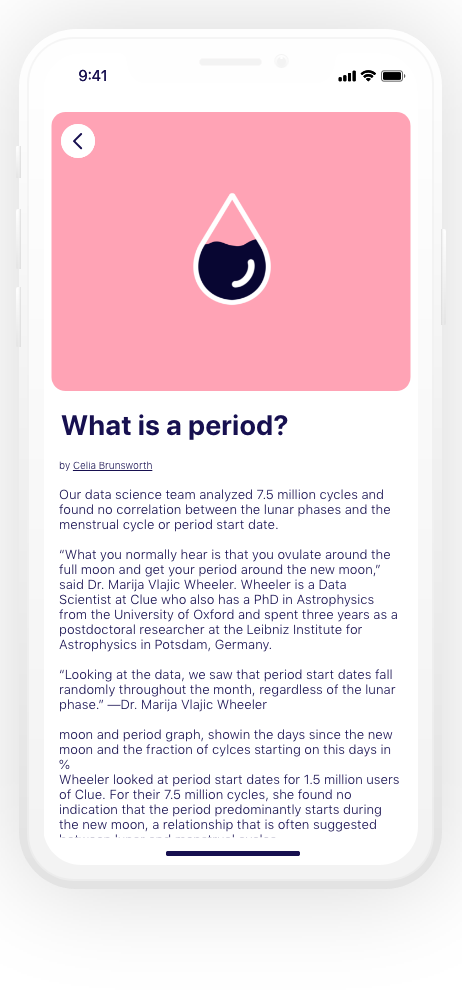 9:41
What is a period?
by Celia Brunsworth
Our data science team analyzed 7.5 million cycles and
found no correlation between the lunar phases and the
menstrual cycle or period start date.
“What you normally hear is that you ovulate around the
full moon and get your period around the new moon,”
said Dr. Marija Vlajic Wheeler. Wheeler is a Data
Scientist at Clue who also has a PhD in Astrophysics
from the University of Oxford and spent three years as a
postdoctoral researcher at the Leibniz Institute for
Astrophysics in Potsdam, Germany.
“Looking at the data, we saw that period start dates fall
randomly throughout the month, regardless of the lunar
phase.” —Dr. Marija Vlajic Wheeler
moon and period graph, showin the days since the new
moon and the fraction of cylces starting on this days in
%
Wheeler looked at period start dates for 1.5 million users
of Clue. For their 7.5 million cycles, she found no
indication that the period predominantly starts during
the new moon, a relationship that is often suggested